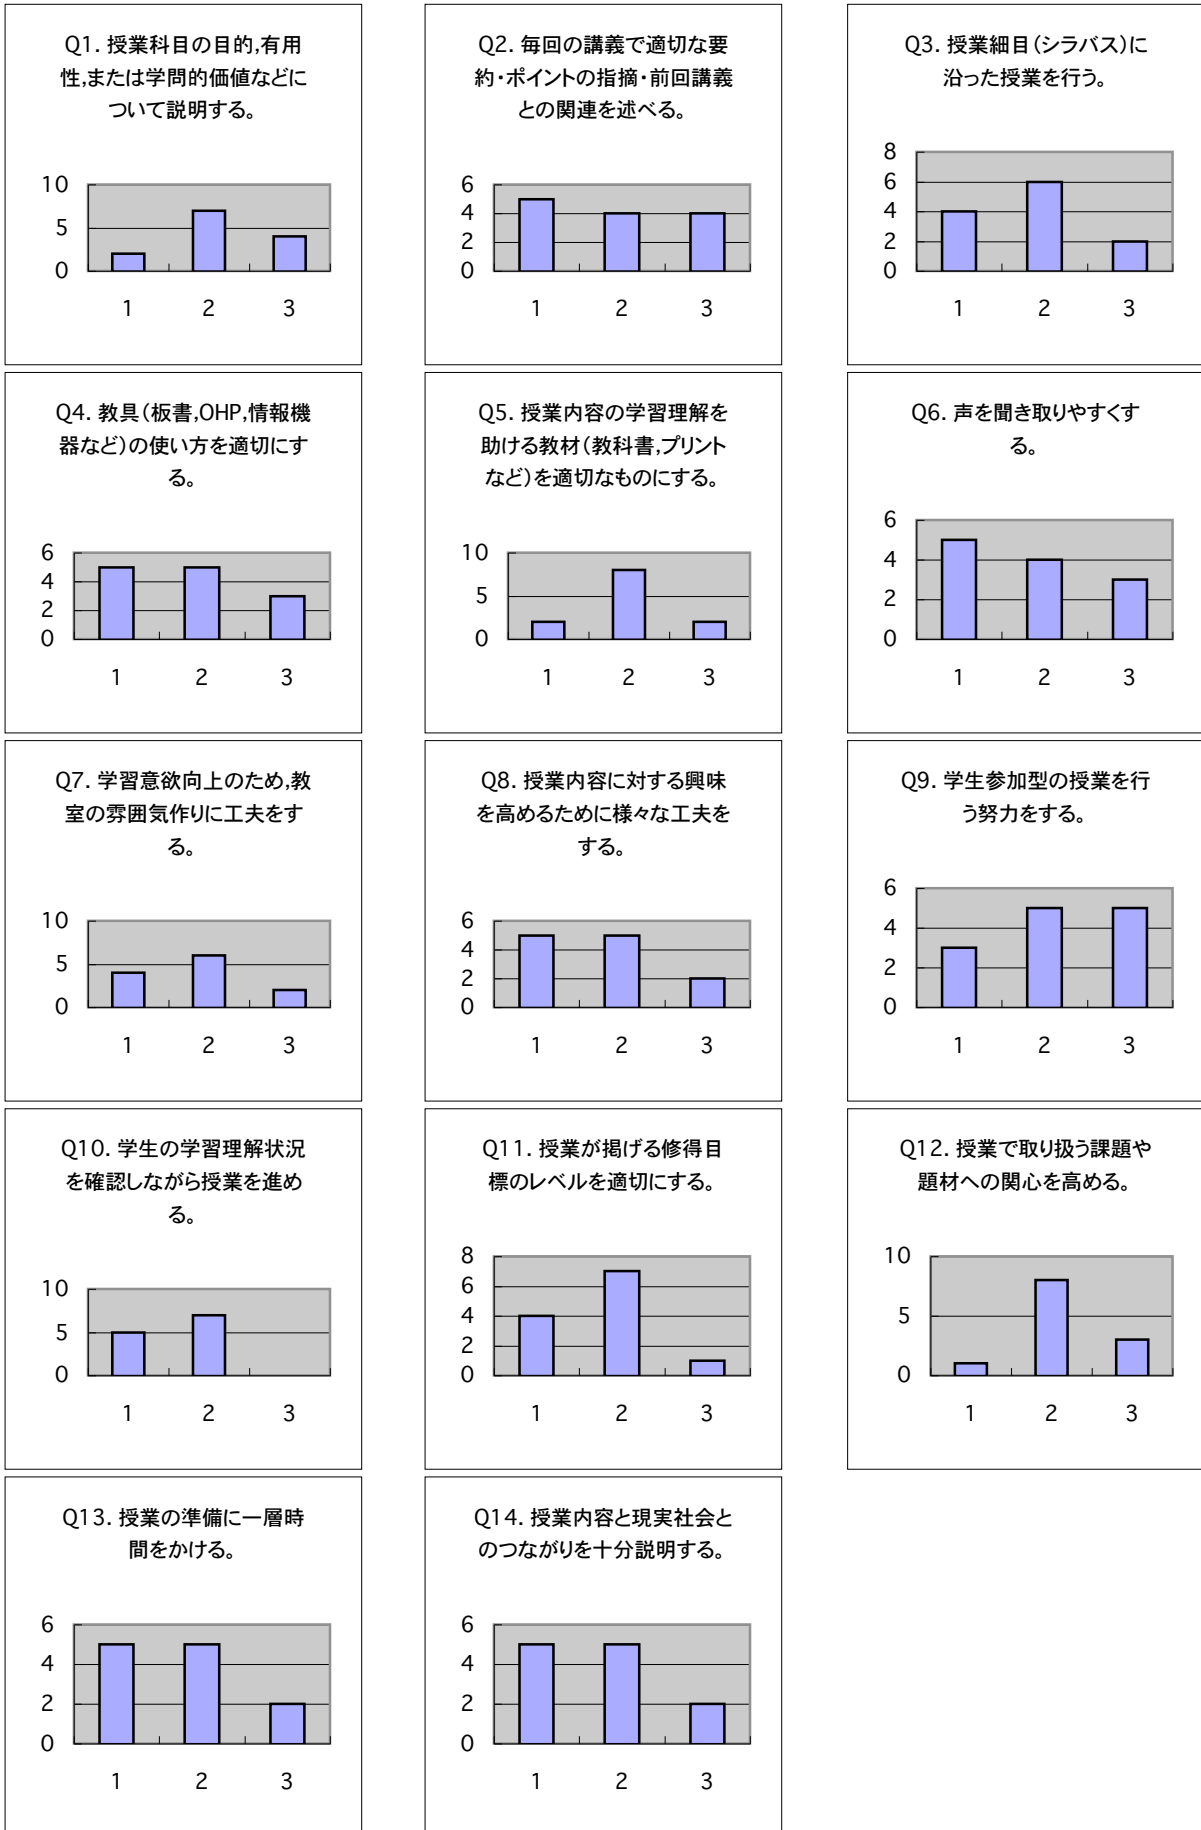 Q1. 授業科目の目的,有用
性,または学問的価値などに
ついて説明する。
10
5
0
1 2 3
Q2. 毎回の講義で適切な要
約・ポイントの指摘・前回講義
との関連を述べる。
6
4
2
0
1 2 3
Q3. 授業細目(シラバス)に
沿った授業を行う。
8
6
4
2
0
1 2 3
Q4. 教具(板書,OHP,情報機
器など)の使い方を適切にす
る。
6
4
2
0
1 2 3
Q5. 授業内容の学習理解を
助ける教材(教科書,プリント
など)を適切なものにする。
10
5
0
1 2 3
Q6. 声を聞き取りやすくす
る。
6
4
2
0
1 2 3
Q7. 学習意欲向上のため,教
室の雰囲気作りに工夫をす
る。
10
5
0
1 2 3
Q8. 授業内容に対する興味
を高めるために様々な工夫を
する。
6
4
2
0
1 2 3
Q9. 学生参加型の授業を行
う努力をする。
6
4
2
0
1 2 3
Q10. 学生の学習理解状況
を確認しながら授業を進め
る。
10
5
0
1 2 3
Q11. 授業が掲げる修得目
標のレベルを適切にする。
8
6
4
2
0
1 2 3
Q12. 授業で取り扱う課題や
題材への関心を高める。
10
5
0
1 2 3
Q13. 授業の準備に一層時
間をかける。
6
4
2
0
1 2 3
Q14. 授業内容と現実社会と
のつながりを十分説明する。
6
4
2
0
1 2 3